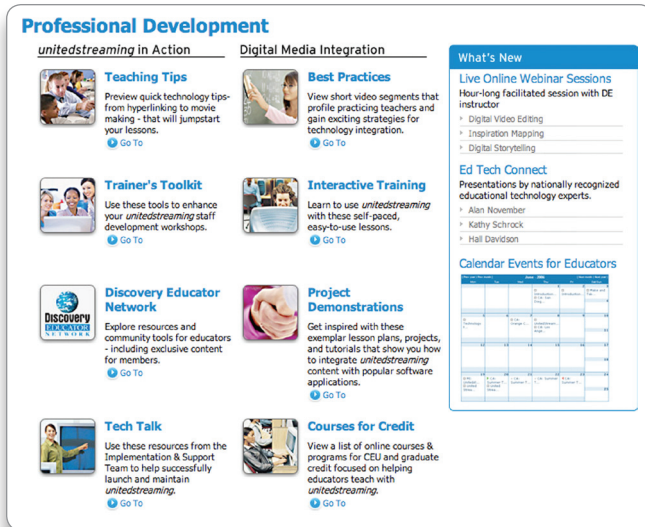 Professional Development
unitedstreaming in Action
Teaching Tips
Preview quick technology tips-
from hyperlinking to movie
making - that will jumpstart
your lessons.
Go To
Trainer's Toolkit
Use these tools to enhance
your unitedstreaming staff
development workshops.
Go To
Discovery
EDUCATOR
NETWORK
Discovery Educator
Network
Explore resources and
community tools for educators
- including exclusive content
for members.
Go To
Tech Talk
Use these resources from the
Implementation & Support
Team to help successfully
launch and maintain
unitedstreaming.
Go To
Digital Media Integration
Best Practices
View short video segments that
profile practicing teachers and
gain exciting strategies for
technology integration.
Go To
Interactive Training
Learn to use unitedstreaming
with these self-paced,
easy-to-use lessons.
Go To
Project
Demonstrations
Get inspired with these
exemplar lesson plans, projects,
and tutorials that show you how
to integrate unitedstreaming
content with popular software
applications.
Go To
Courses for Credit
View a list of online courses &
programs for CEU and graduate
credit focused on helping
educators teach with
unitedstreaming.
Go To
What's New
Live Online Webinar Sessions
Hour-long facilitated session with DE
instructor
Digital Video Editing
Inspiration Mapping
Digital Storytelling
Ed Tech Connect
Presentations by nationally recognized
educational technology experts.
Alan November
Kathy Schrock
Hall Davidson
Calendar Events for Educators